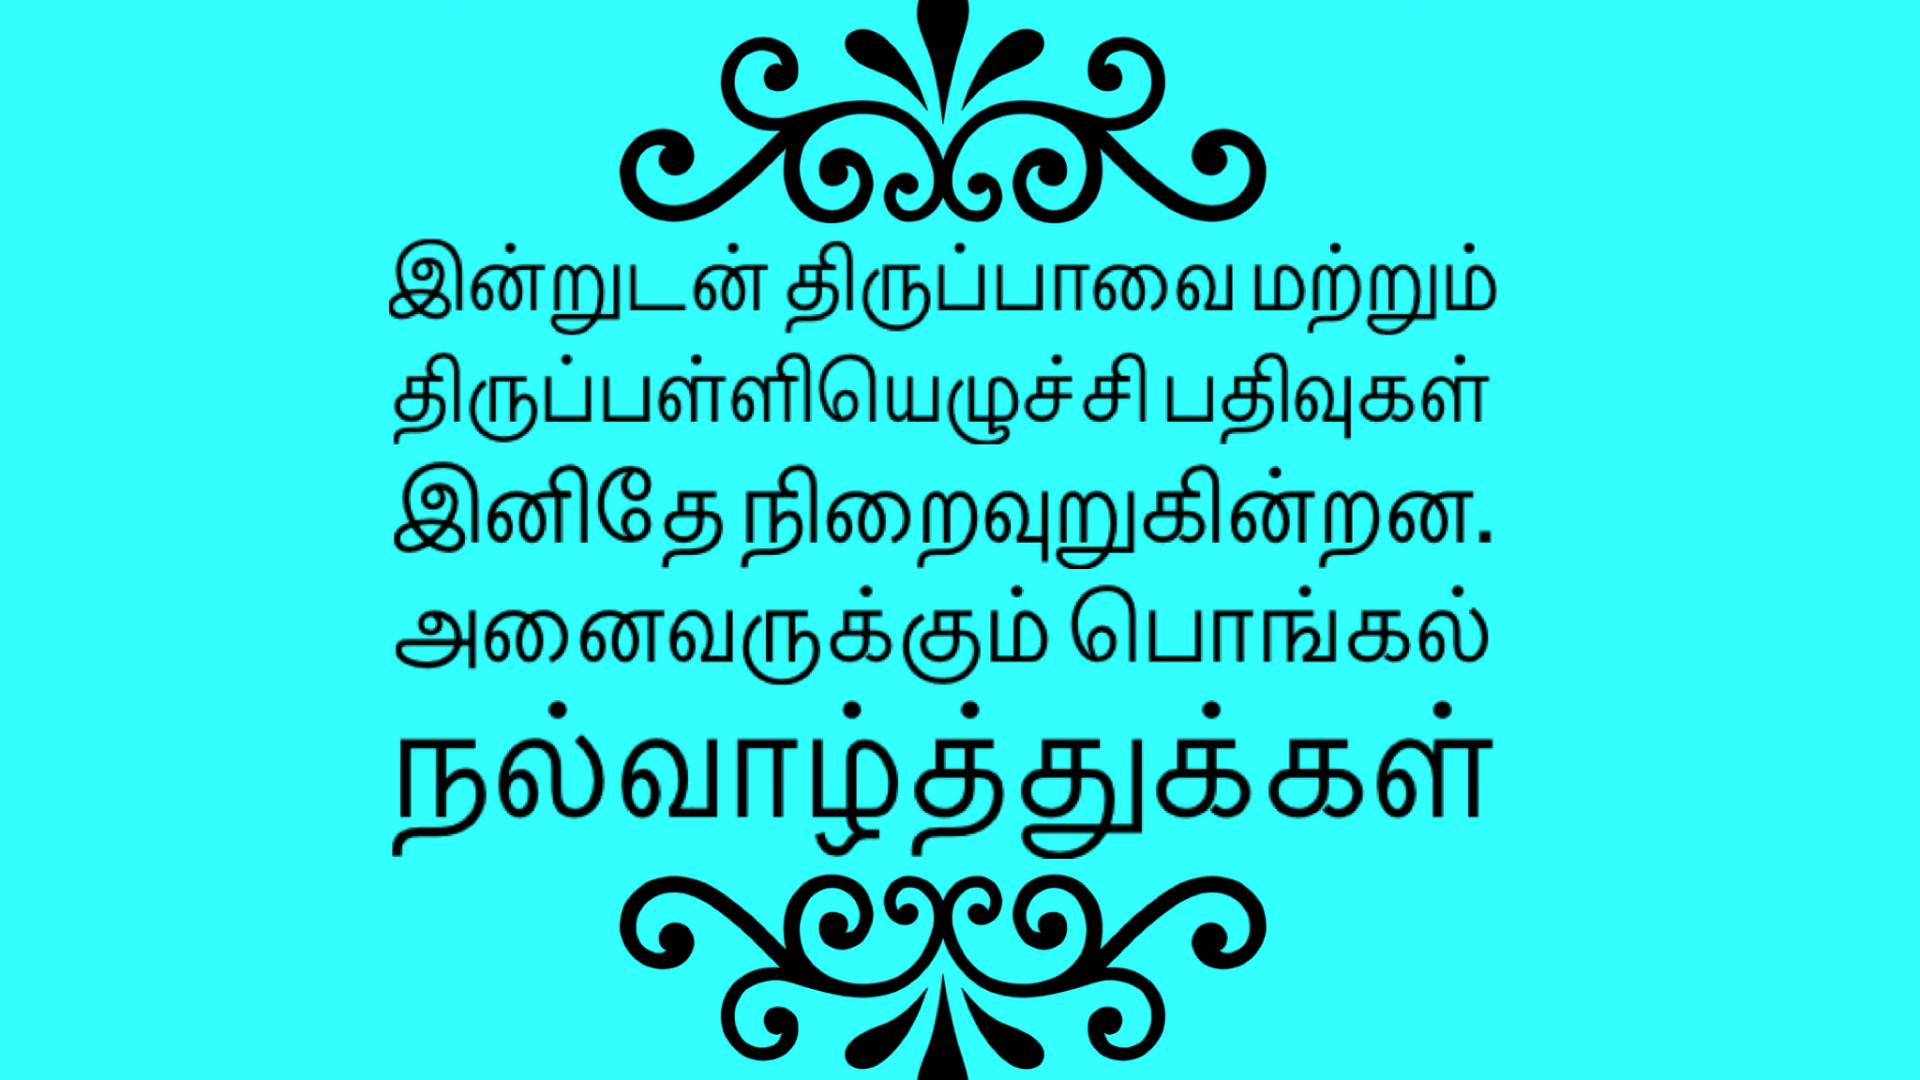 இன்றுடன் திருப்பாவை மற்றும்
திருப்பள்ளியெழுச்சி பதிவுகள்
இனிதே நிறைவுறுகின்றன.
அனைவருக்கும் பொங்கல்
நல்வாழ்த்துக்கள்